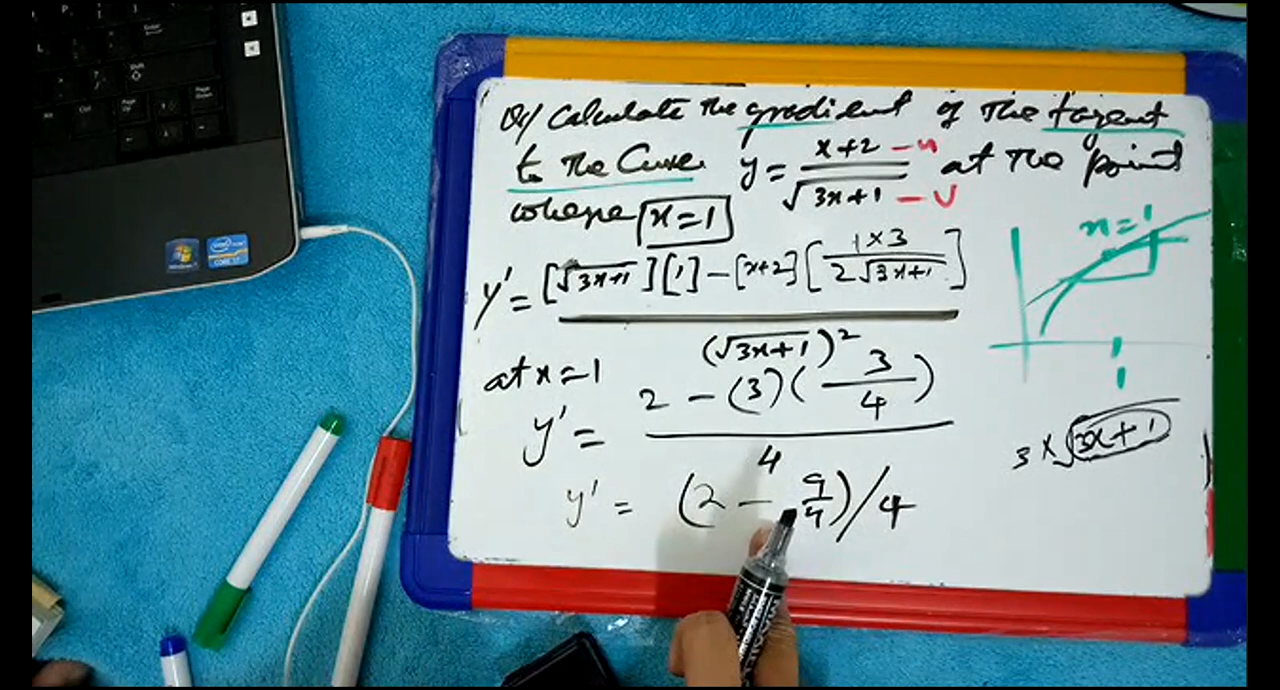 Q/ Calculate the gradient of the tangent
to the Curve y = x+2 / √3x+1 at the point
-u
-V
where x=1
y' = [√3x+1][1] - [x+2][1×3 / 2√3x+1]
(√3x+1)²
at x=1
y' = 2 - (3)(3/4)
4
y' = (2 - 9/4)/4
x=1
1
3×√3x+1